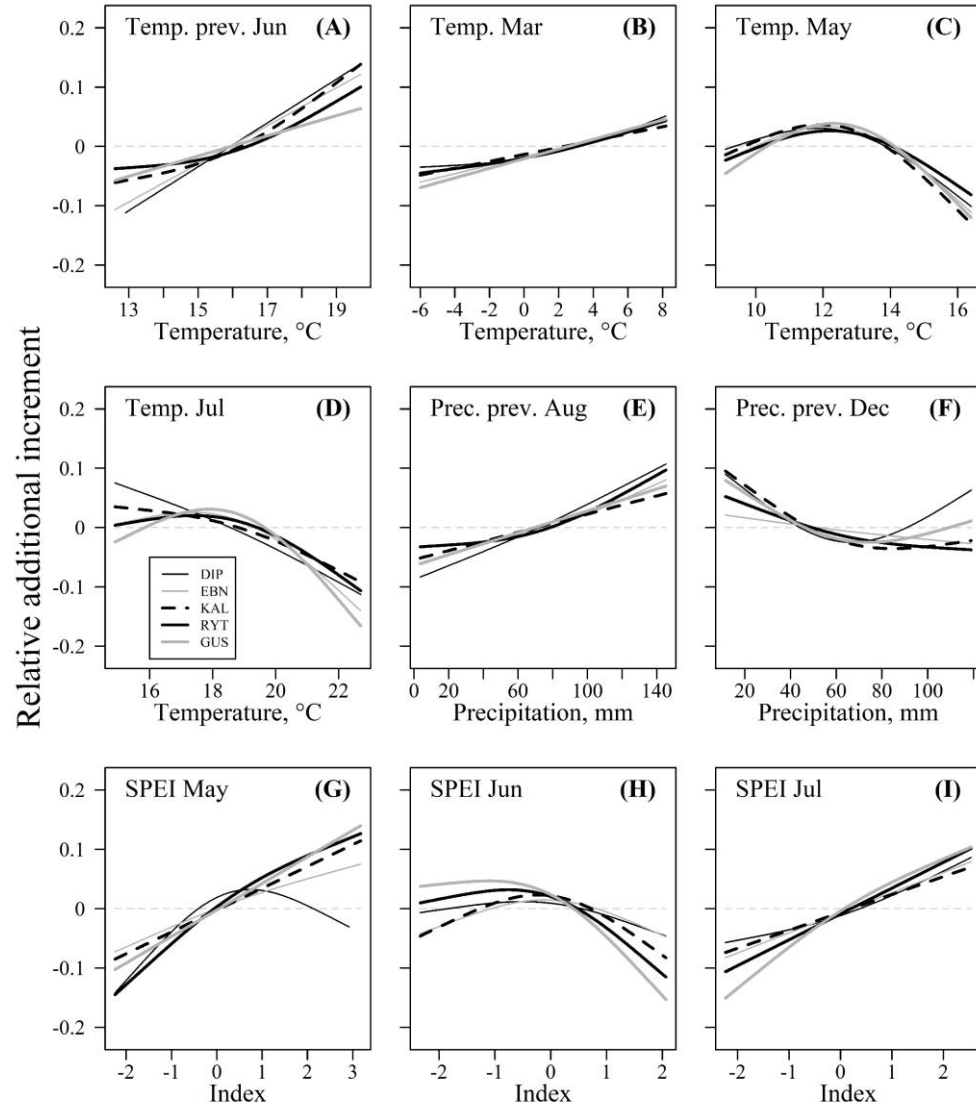 Relative additional increment
Temp. prev. Jun (A)
0.2
0.1
0
-0.1
-0.2
13 15 17 19
Temperature, °C
Temp. Mar (B)
-6 -4 -2 0 2 4 6 8
Temperature, °C
Temp. May (C)
10 12 14 16
Temperature, °C
Temp. Jul (D)
0.2
0.1
0
-0.1
-0.2
DIP
EBN
KAL
RYT
GUS
16 18 20 22
Temperature, °C
Prec. prev. Aug (E)
0 20 60 100 140
Precipitation, mm
Prec. prev. Dec (F)
20 40 60 80 100
Precipitation, mm
SPEI May (G)
0.2
0.1
0
-0.1
-0.2
-2 -1 0 1 2 3
Index
SPEI Jun (H)
-2 -1 0 1 2
Index
SPEI Jul (I)
-2 -1 0 1 2
Index